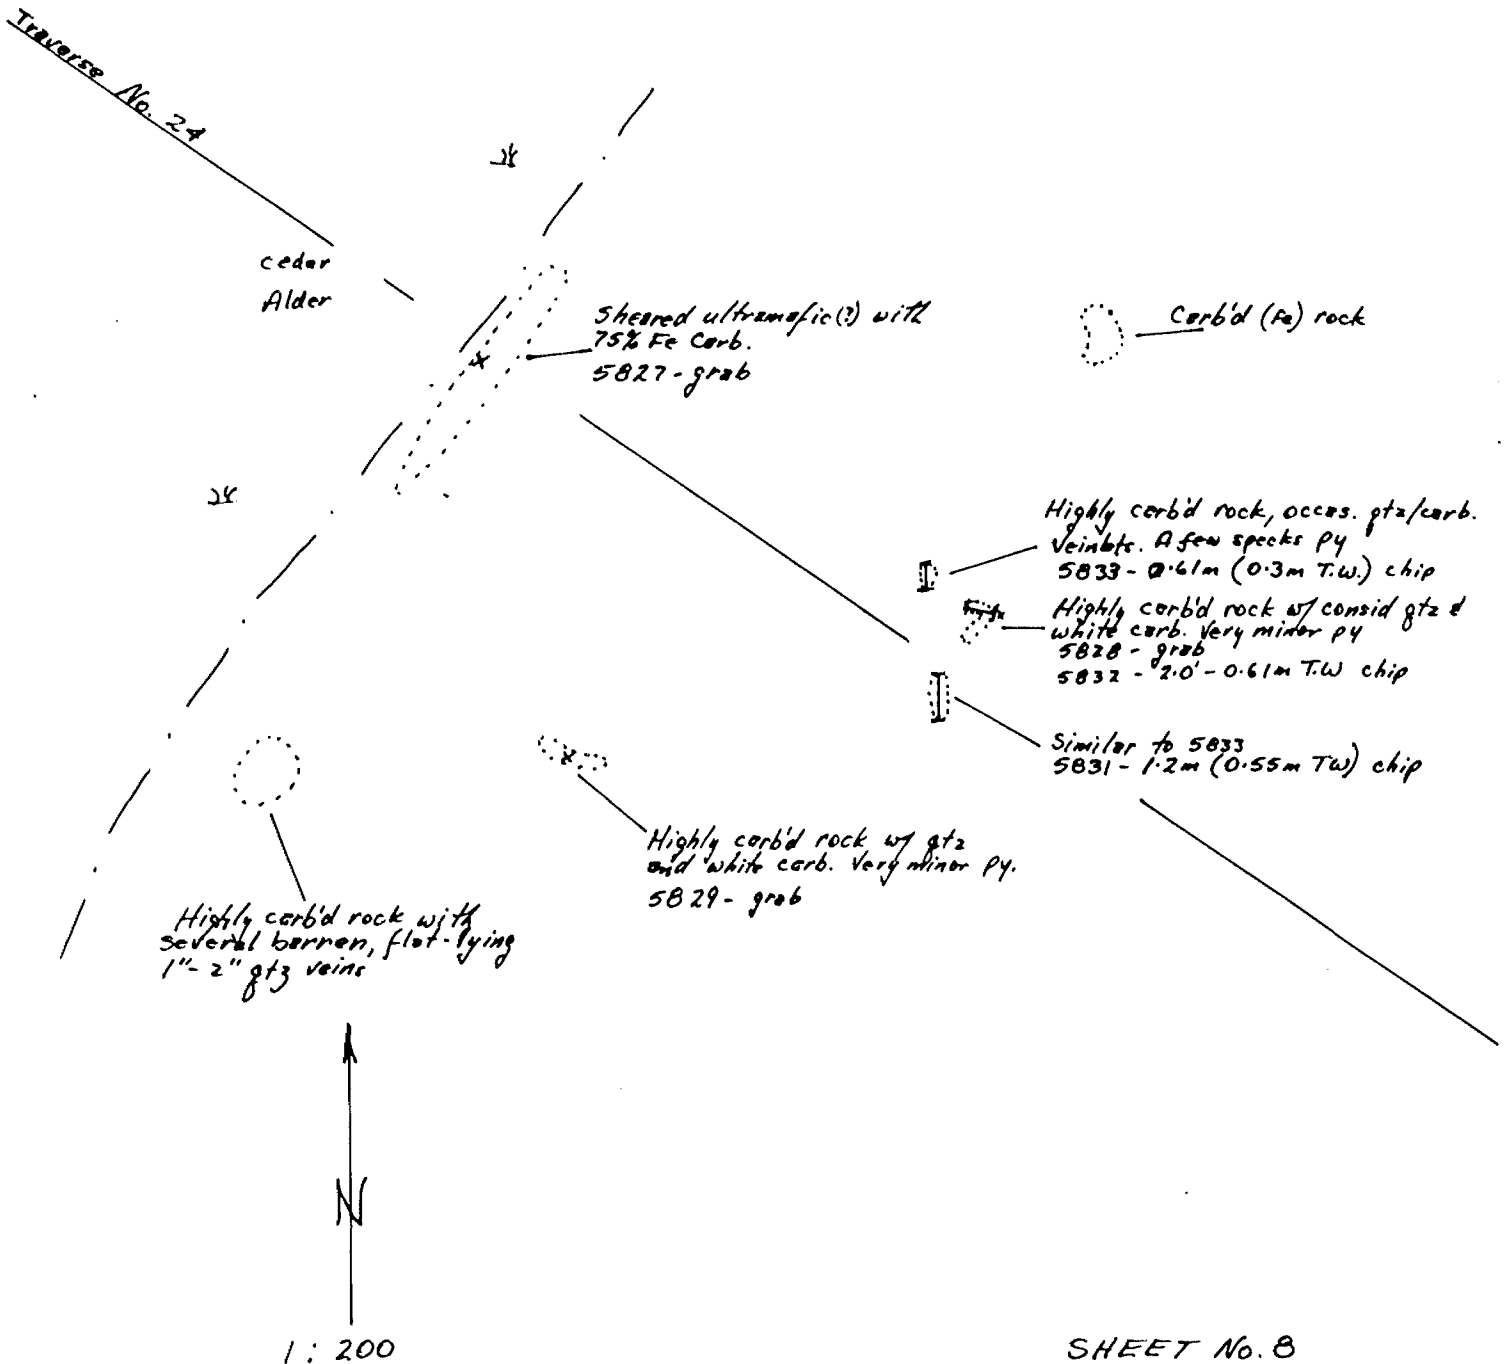 Traverse No. 24
cedar
Alder
Sheared ultramafic(?) with
75% Fe Carb.
5827 - grab
Carb'd (Fe) rock
Highly carb'd rock, occas. qtz/carb.
veinlets. A few specks Py
5833 - 0.61m (0.3m T.W.) chip
Highly carb'd rock w/ consid qtz &
white carb. Very minor py
5828 - grab
5832 - 2.0' - 0.61m T.W chip
Similar to 5833
5831 - 1.2m (0.55m TW) chip
Highly carb'd rock w/ qtz
and white carb. Very minor Py.
5829 - grab
Highly carb'd rock with
several barren, flat-lying
1"- 2" qtz veins
N
1 : 200
SHEET No. 8